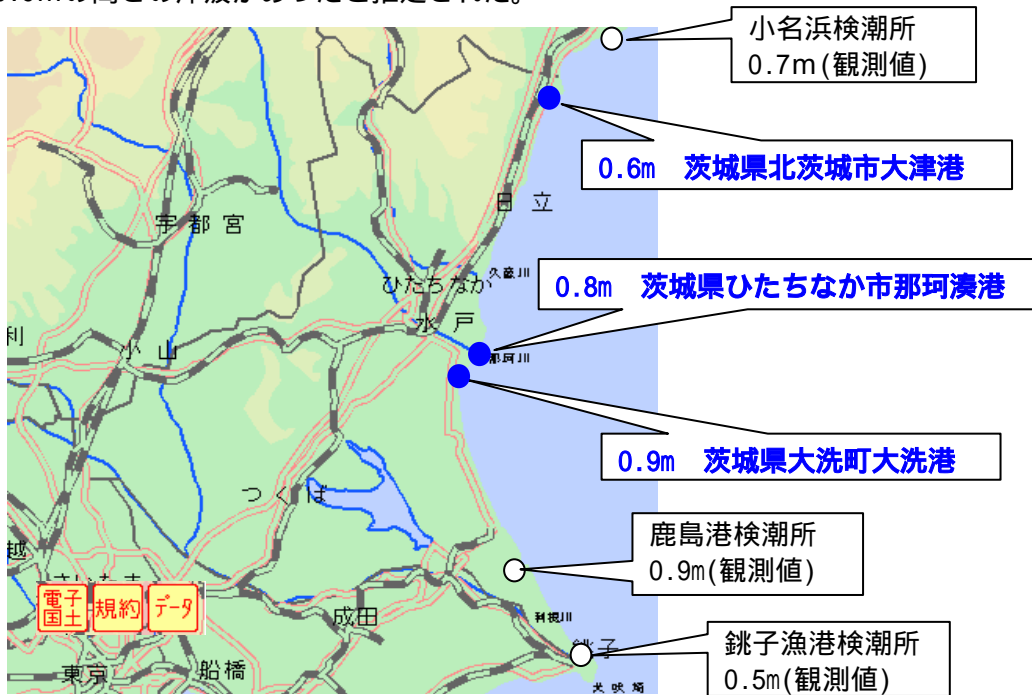 小名浜検潮所
0.7m(観測値)
0.6m 茨城県北茨城市大津港
日立
宇都宮
久慈川
ひたちなか
0.8m 茨城県ひたちなか市那珂湊港
水戸
利
小山
那珂川
0.9m 茨城県大洗町大洗港
つくば
鹿島港検潮所
0.9m(観測値)
越
電子国土
規約
データ
成田
利根川
銚子
銚子漁港検潮所
0.5m(観測値)
東京
船橋
犬吠埼